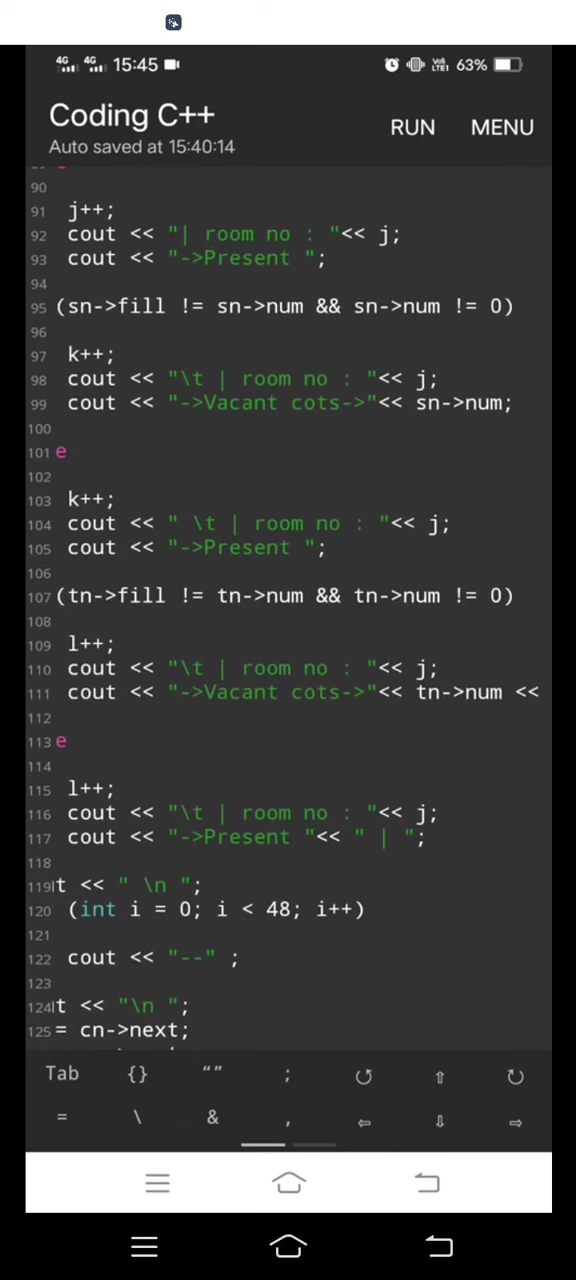 4G 4G 15:45 VoLTE1 63%
Coding C++
RUN MENU
Auto saved at 15:40:14
90
91 j++;
92 cout << "| room no : "<< j;
93 cout << "->Present ";
94
95 (sn->fill != sn->num && sn->num != 0)
96
97 k++;
98 cout << "\t | room no : "<< j;
99 cout << "->Vacant cots->"<< sn->num;
100
101 e
102
103 k++;
104 cout << " \t | room no : "<< j;
105 cout << "->Present ";
106
107 (tn->fill != tn->num && tn->num != 0)
108
109 l++;
110 cout << "\t | room no : "<< j;
111 cout << "->Vacant cots->"<< tn->num <<
112
113 e
114
115 l++;
116 cout << "\t | room no : "<< j;
117 cout << "->Present "<< " | ";
118
119 t << " \n ";
120 (int i = 0; i < 48; i++)
121
122 cout << "--" ;
123
124 t << "\n ";
125 = cn->next;
Tab {} “” ; ↺ ⇧ ↻
= \ & , ⇦ ⇩ ⇨